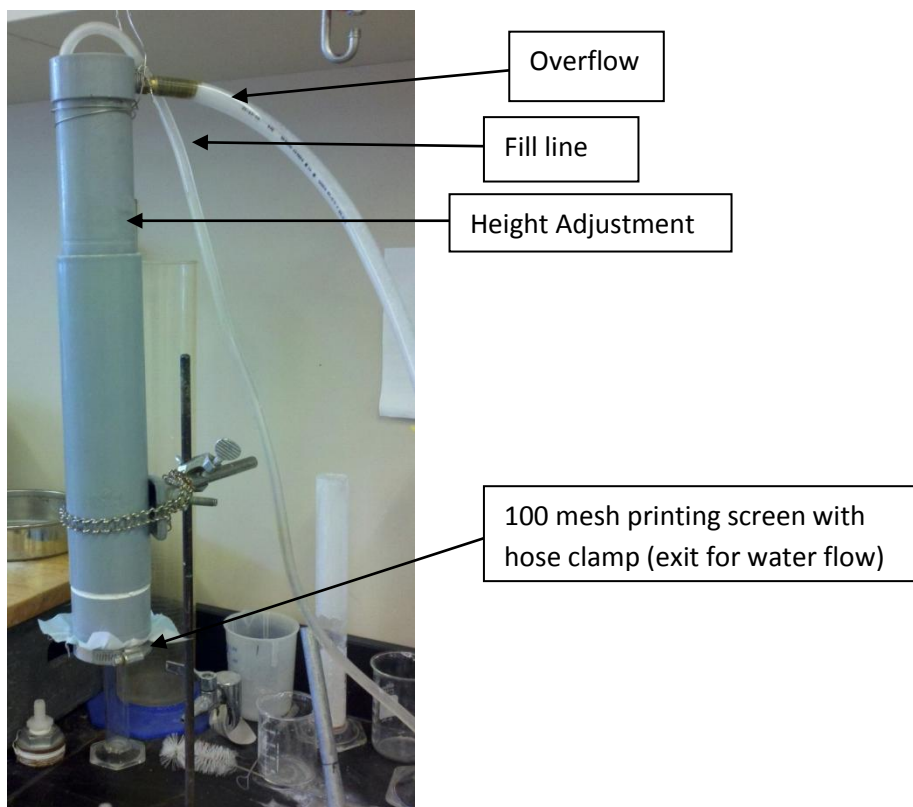 Overflow
Fill line
Height Adjustment
100 mesh printing screen with
hose clamp (exit for water flow)